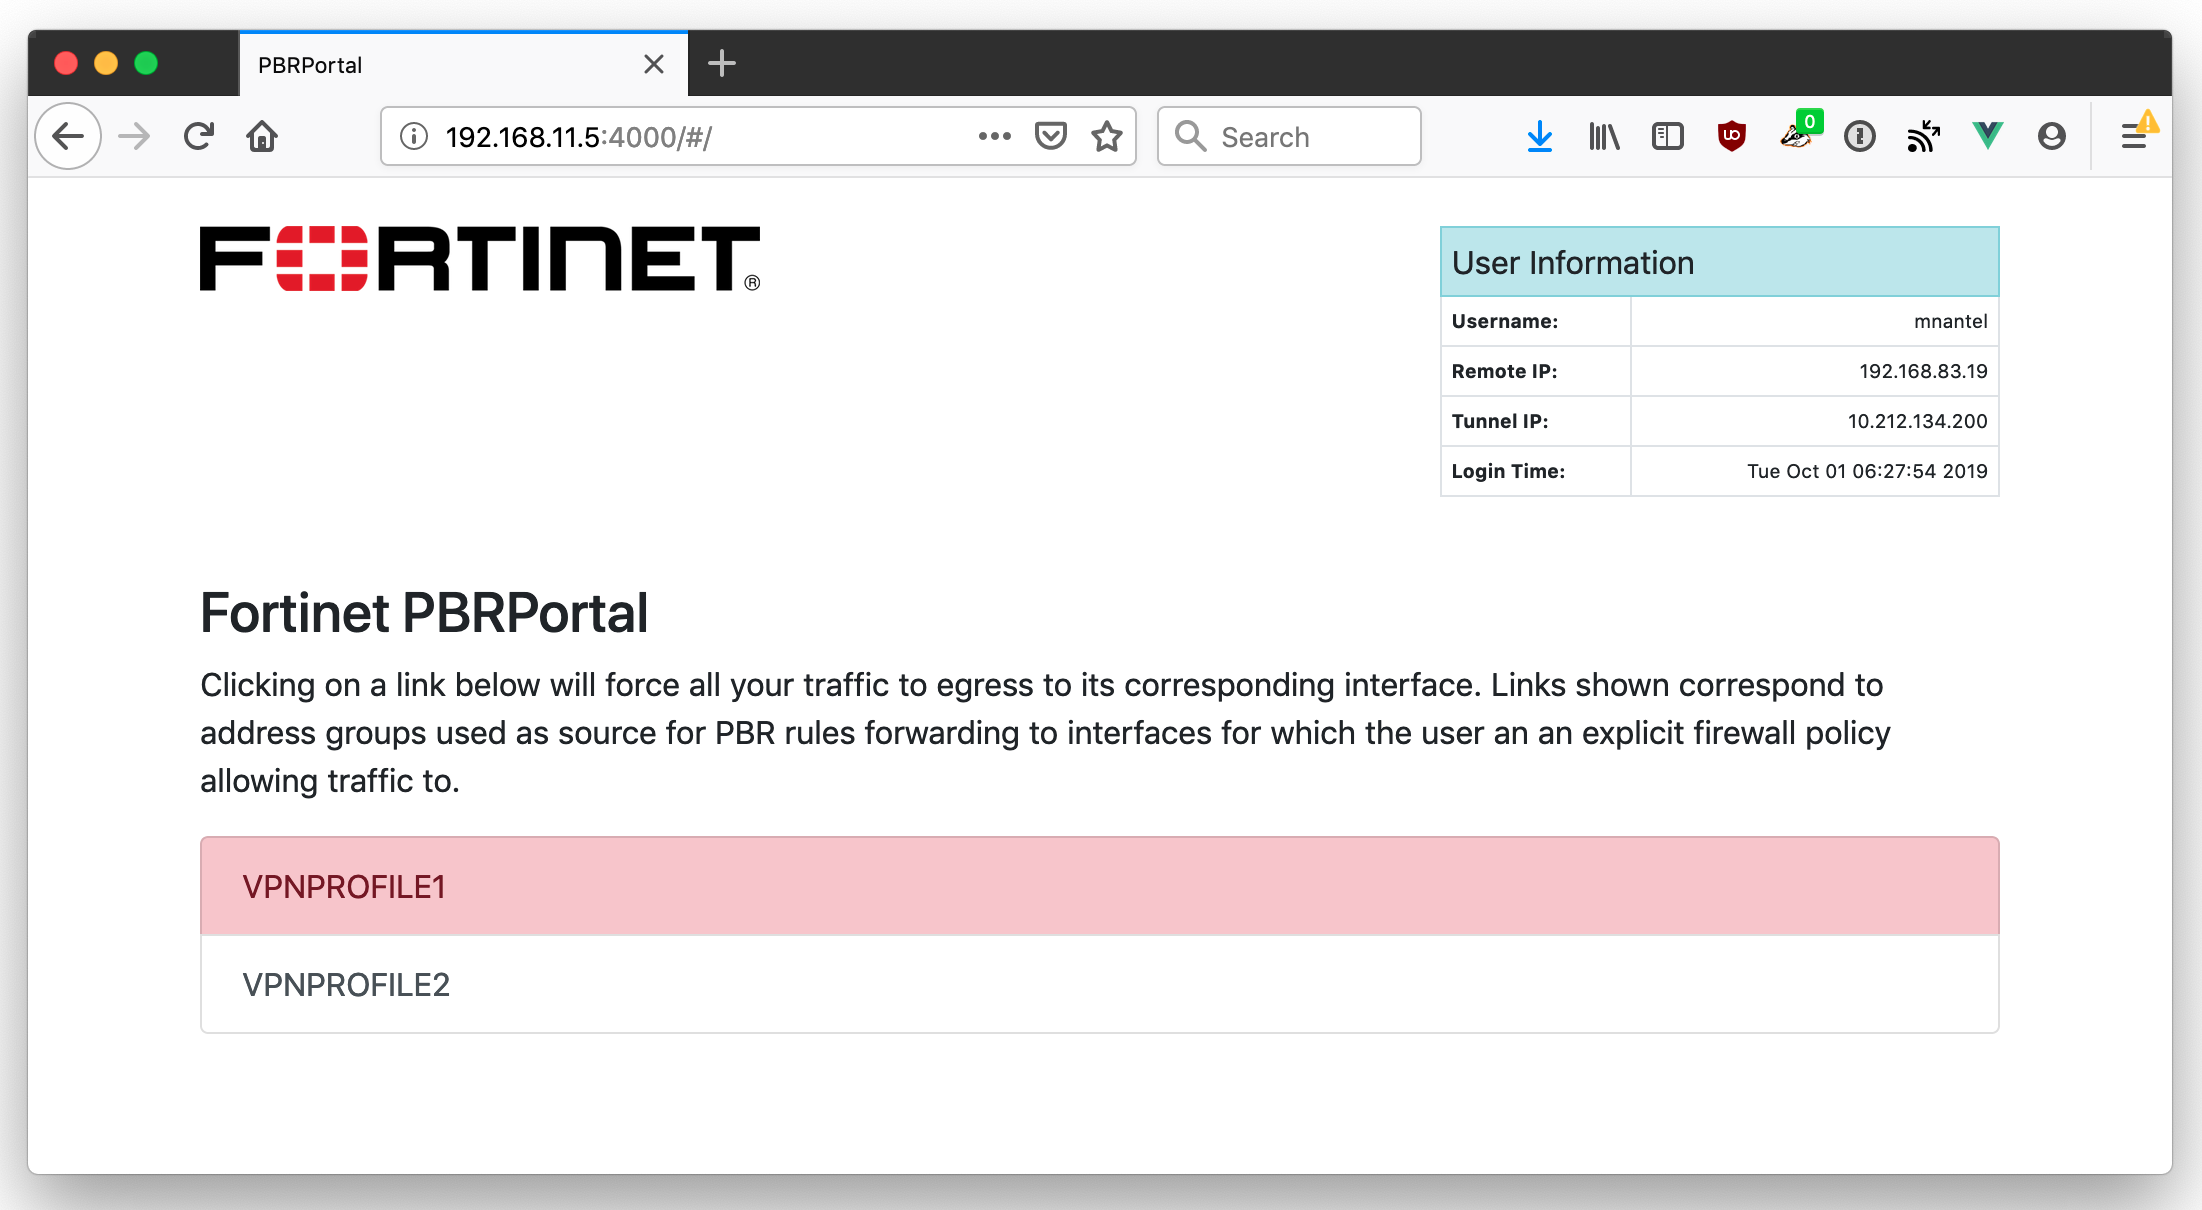 PBRPortal
192.168.11.5:4000/#/
Search
0
FORTINET®
User Information
Username: mnantel
Remote IP: 192.168.83.19
Tunnel IP: 10.212.134.200
Login Time: Tue Oct 01 06:27:54 2019
Fortinet PBRPortal
Clicking on a link below will force all your traffic to egress to its corresponding interface. Links shown correspond to
address groups used as source for PBR rules forwarding to interfaces for which the user an an explicit firewall policy
allowing traffic to.
VPNPROFILE1
VPNPROFILE2